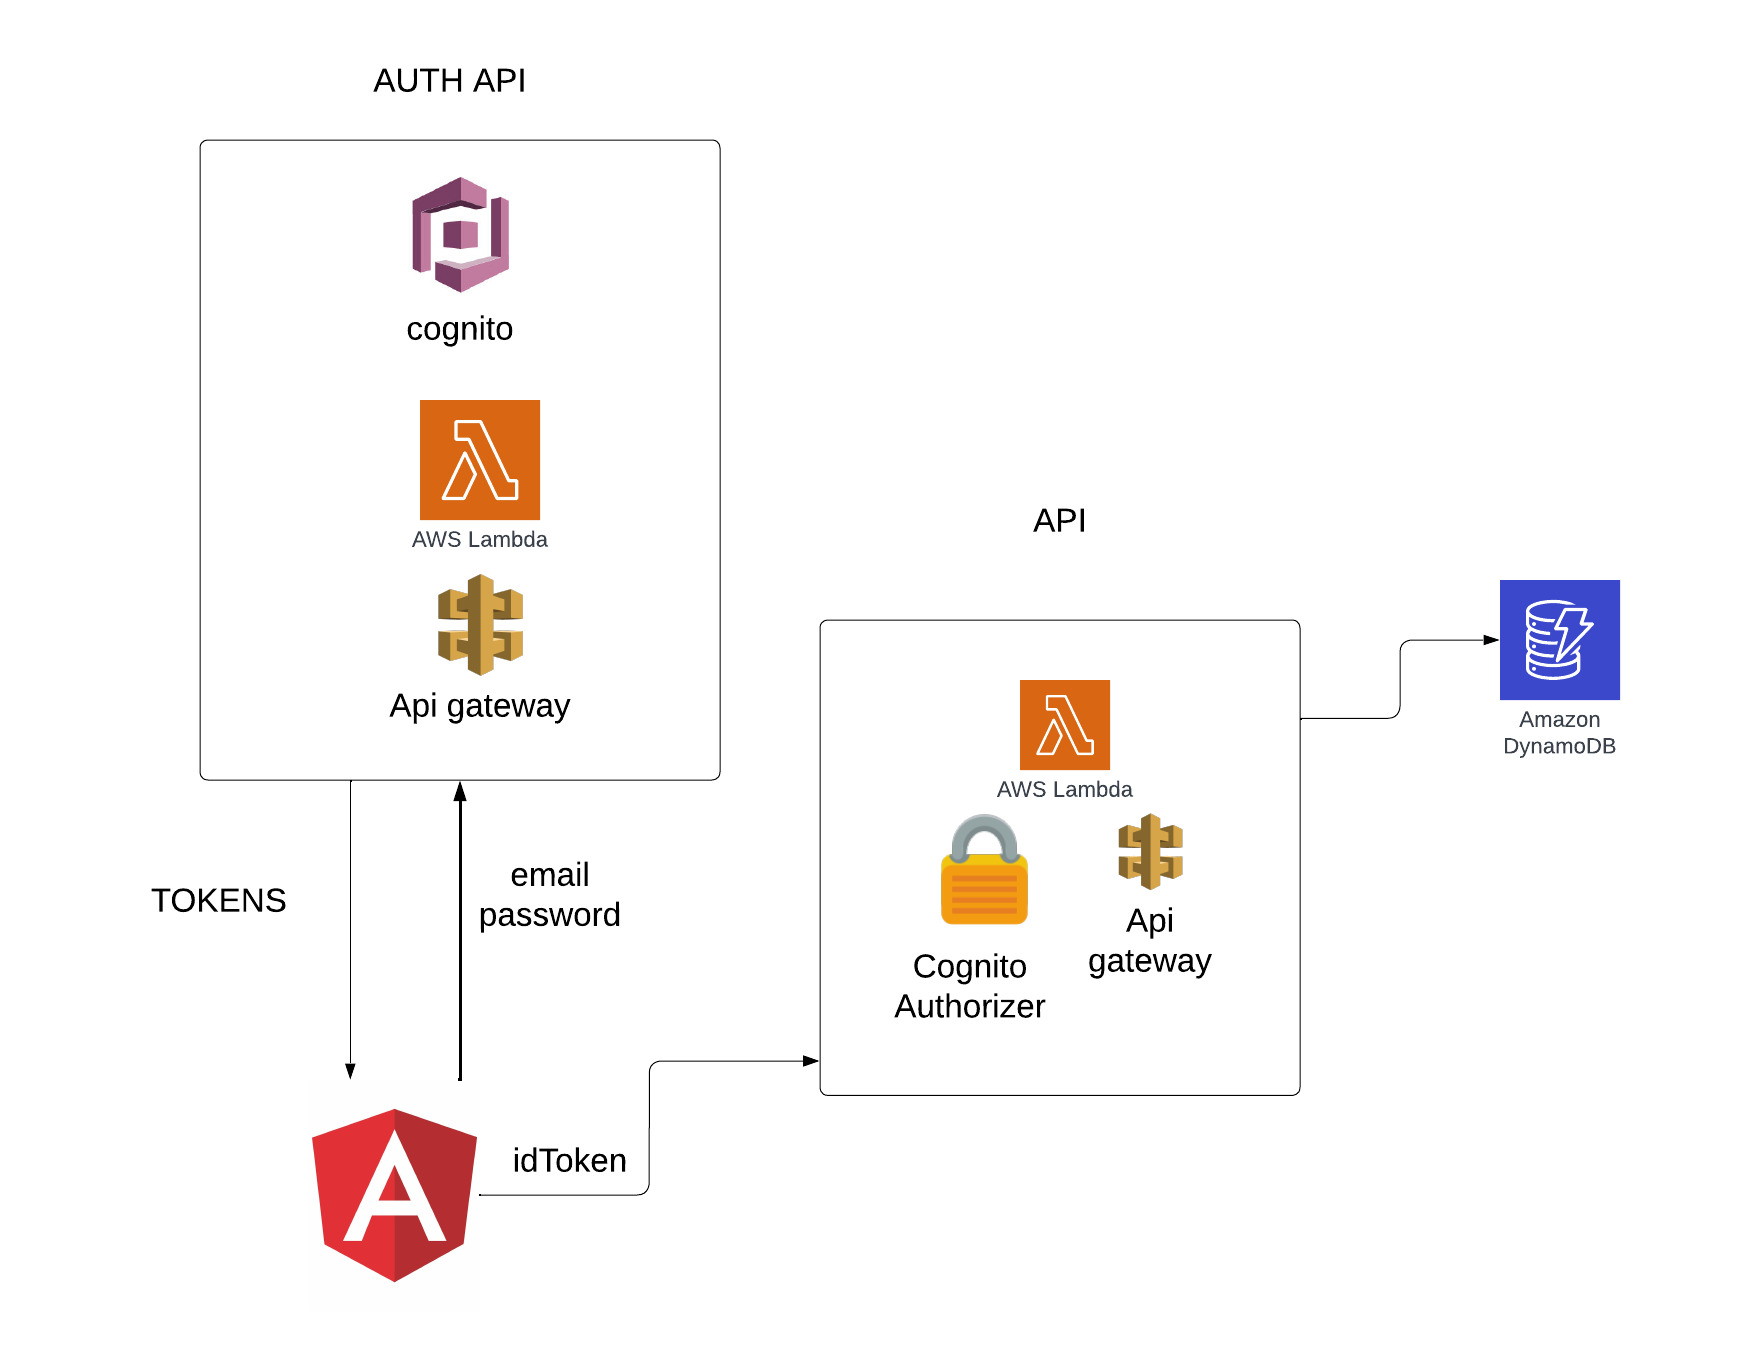 AUTH API
cognito
AWS Lambda
Api gateway
TOKENS
email
password
idToken
API
AWS Lambda
Cognito
Authorizer
Api
gateway
Amazon
DynamoDB